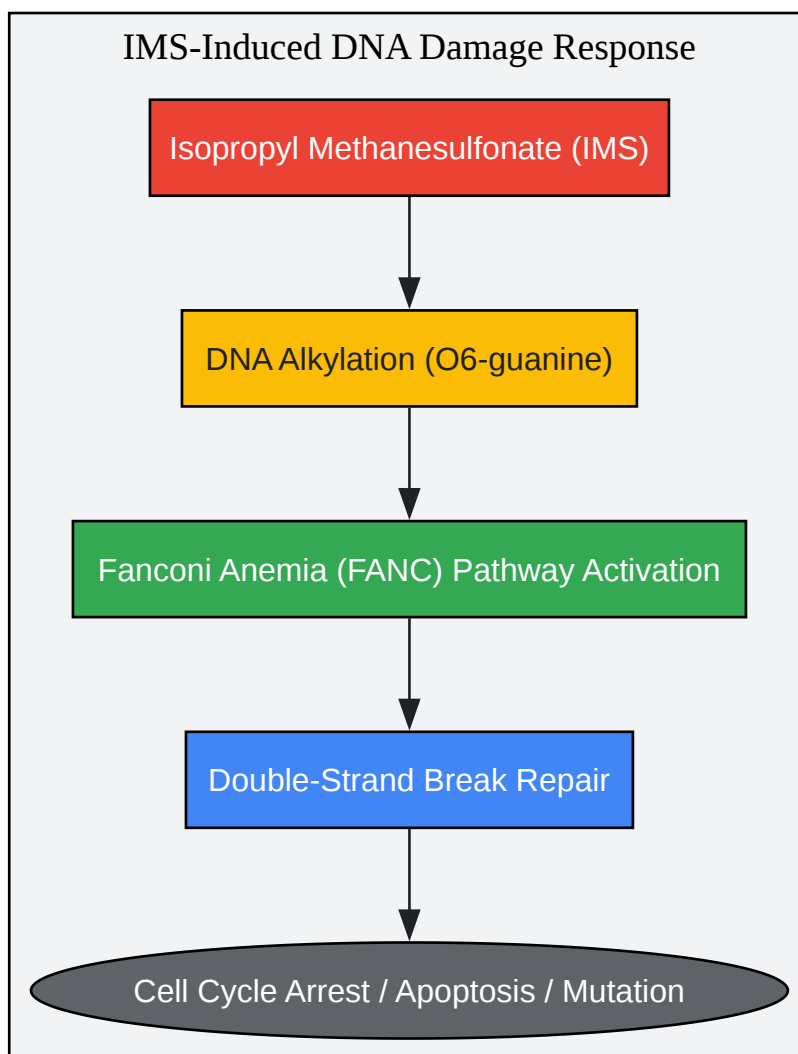 IMS-Induced DNA Damage Response
Isopropyl Methanesulfonate (IMS)
DNA Alkylation (O6-guanine)
Fanconi Anemia (FANC) Pathway Activation
Double-Strand Break Repair
Cell Cycle Arrest / Apoptosis / Mutation